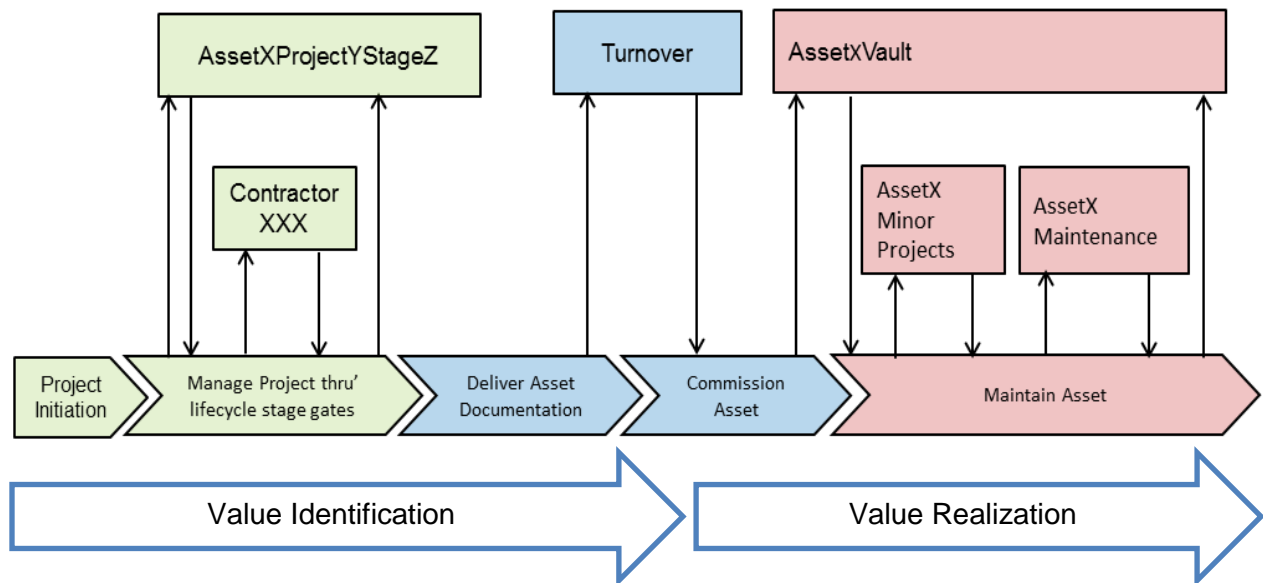 AssetXProjectYStageZ
Turnover
AssetxVault
Contractor
XXX
AssetX
Minor
Projects
AssetX
Maintenance
Project
Initiation
Manage Project thru’
lifecycle stage gates
Deliver Asset
Documentation
Commission
Asset
Maintain Asset
Value Identification
Value Realization